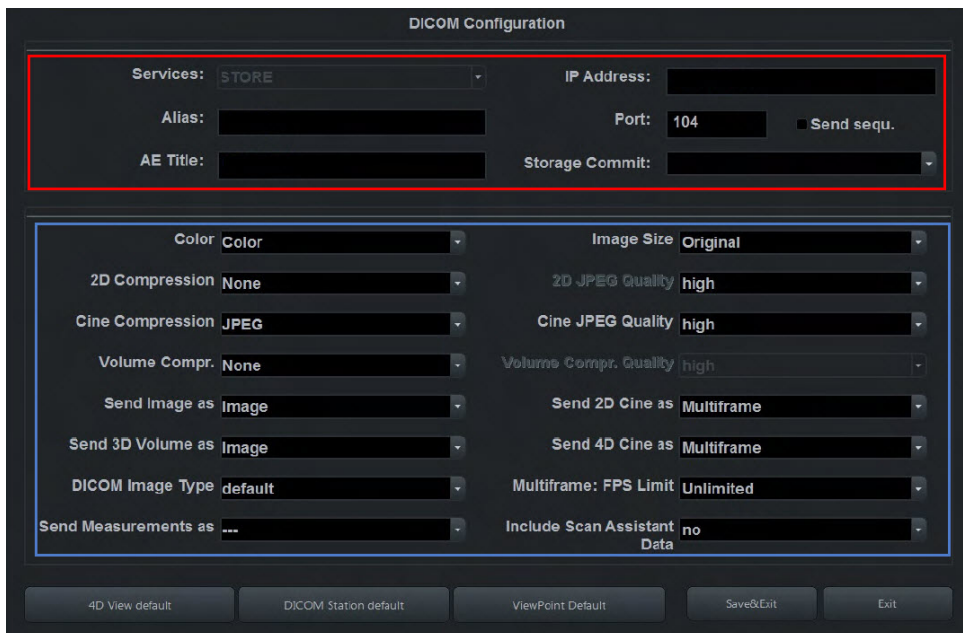 DICOM Configuration
Services: STORE IP Address:
Alias: Port: 104 Send sequ.
AE Title: Storage Commit:
Color Color Image Size Original
2D Compression None 2D JPEG Quality high
Cine Compression JPEG Cine JPEG Quality high
Volume Compr. None Volume Compr. Quality high
Send Image as Image Send 2D Cine as Multiframe
Send 3D Volume as Image Send 4D Cine as Multiframe
DICOM Image Type default Multiframe: FPS Limit Unlimited
Send Measurements as --- Include Scan Assistant no
Data
4D View default DICOM Station default ViewPoint Default Save&Exit Exit